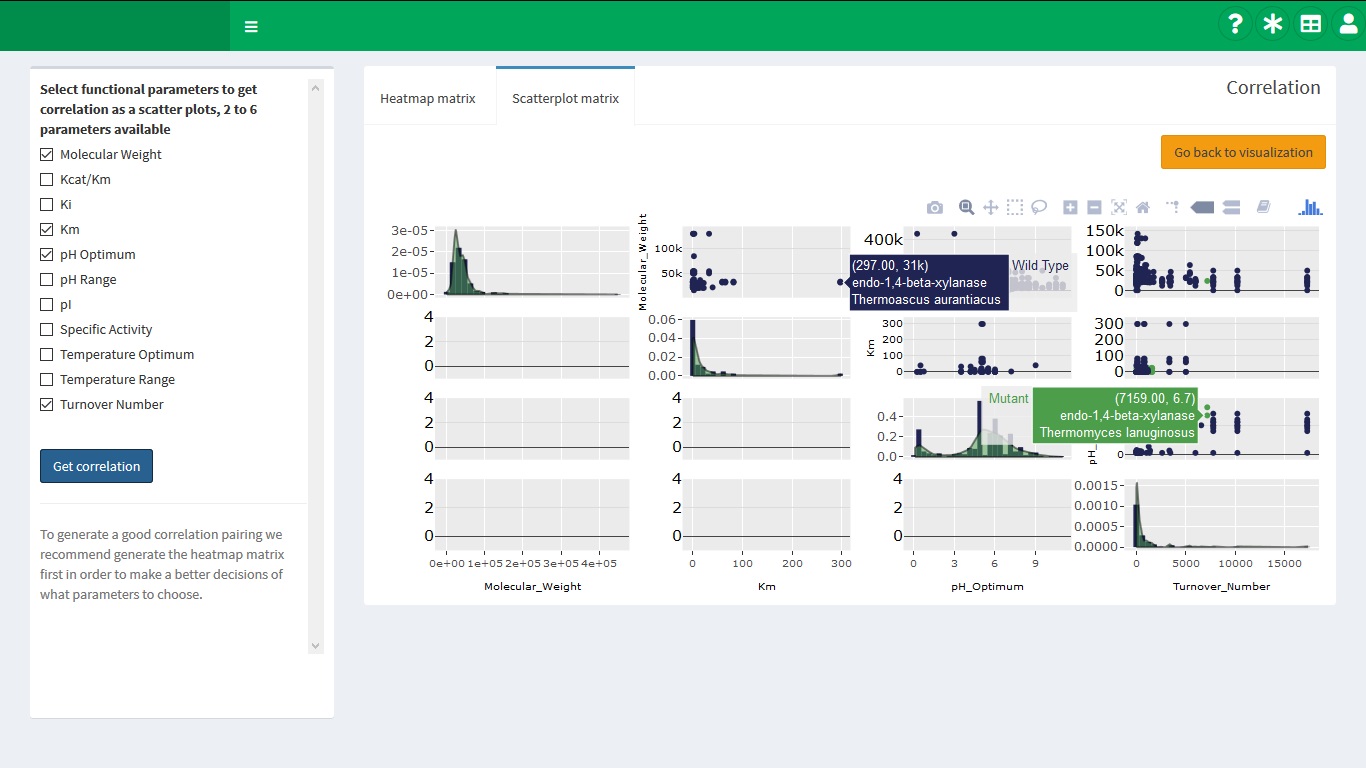 Select functional parameters to get
correlation as a scatter plots, 2 to 6
parameters available
Molecular Weight
Kcat/Km
Ki
Km
pH Optimum
pH Range
pI
Specific Activity
Temperature Optimum
Temperature Range
Turnover Number
Get correlation
To generate a good correlation pairing we
recommend generate the heatmap matrix
first in order to make a better decisions of
what parameters to choose.
Heatmap matrix
Scatterplot matrix
Correlation
Go back to visualization
3e-05
2e-05
1e-05
0e+00
Molecular_Weight
100k
50k
400k
(297.00, 31k)
endo-1,4-beta-xylanase
Thermoascus aurantiacus
Wild Type
150k
100k
50k
0
4
2
0
0.06
0.04
0.02
0.00
Km
300
200
100
0
300
200
100
0
4
2
0
4
2
0
0.4
0.2
0.0
Mutant
(7159.00, 6.7)
endo-1,4-beta-xylanase
Thermomyces lanuginosus
pH_
0
4
2
0
4
2
0
4
2
0
0.0015
0.0010
0.0005
0.0000
0e+00 1e+05 2e+05 3e+05 4e+05
0 100 200 300
0 3 6 9
0 5000 10000 15000
Molecular_Weight
Km
pH_Optimum
Turnover_Number